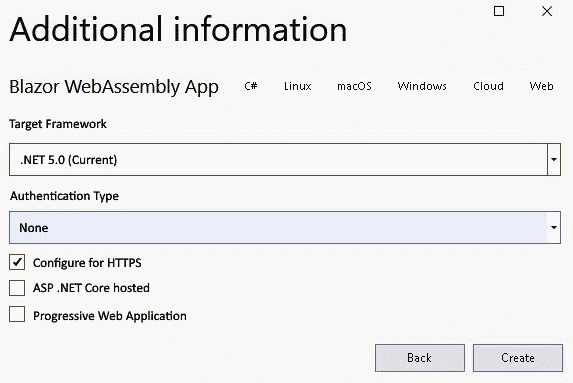 Additional information
Blazor WebAssembly App C# Linux macOS Windows Cloud Web
Target Framework
.NET 5.0 (Current)
Authentication Type
None
Configure for HTTPS
ASP .NET Core hosted
Progressive Web Application
Back Create